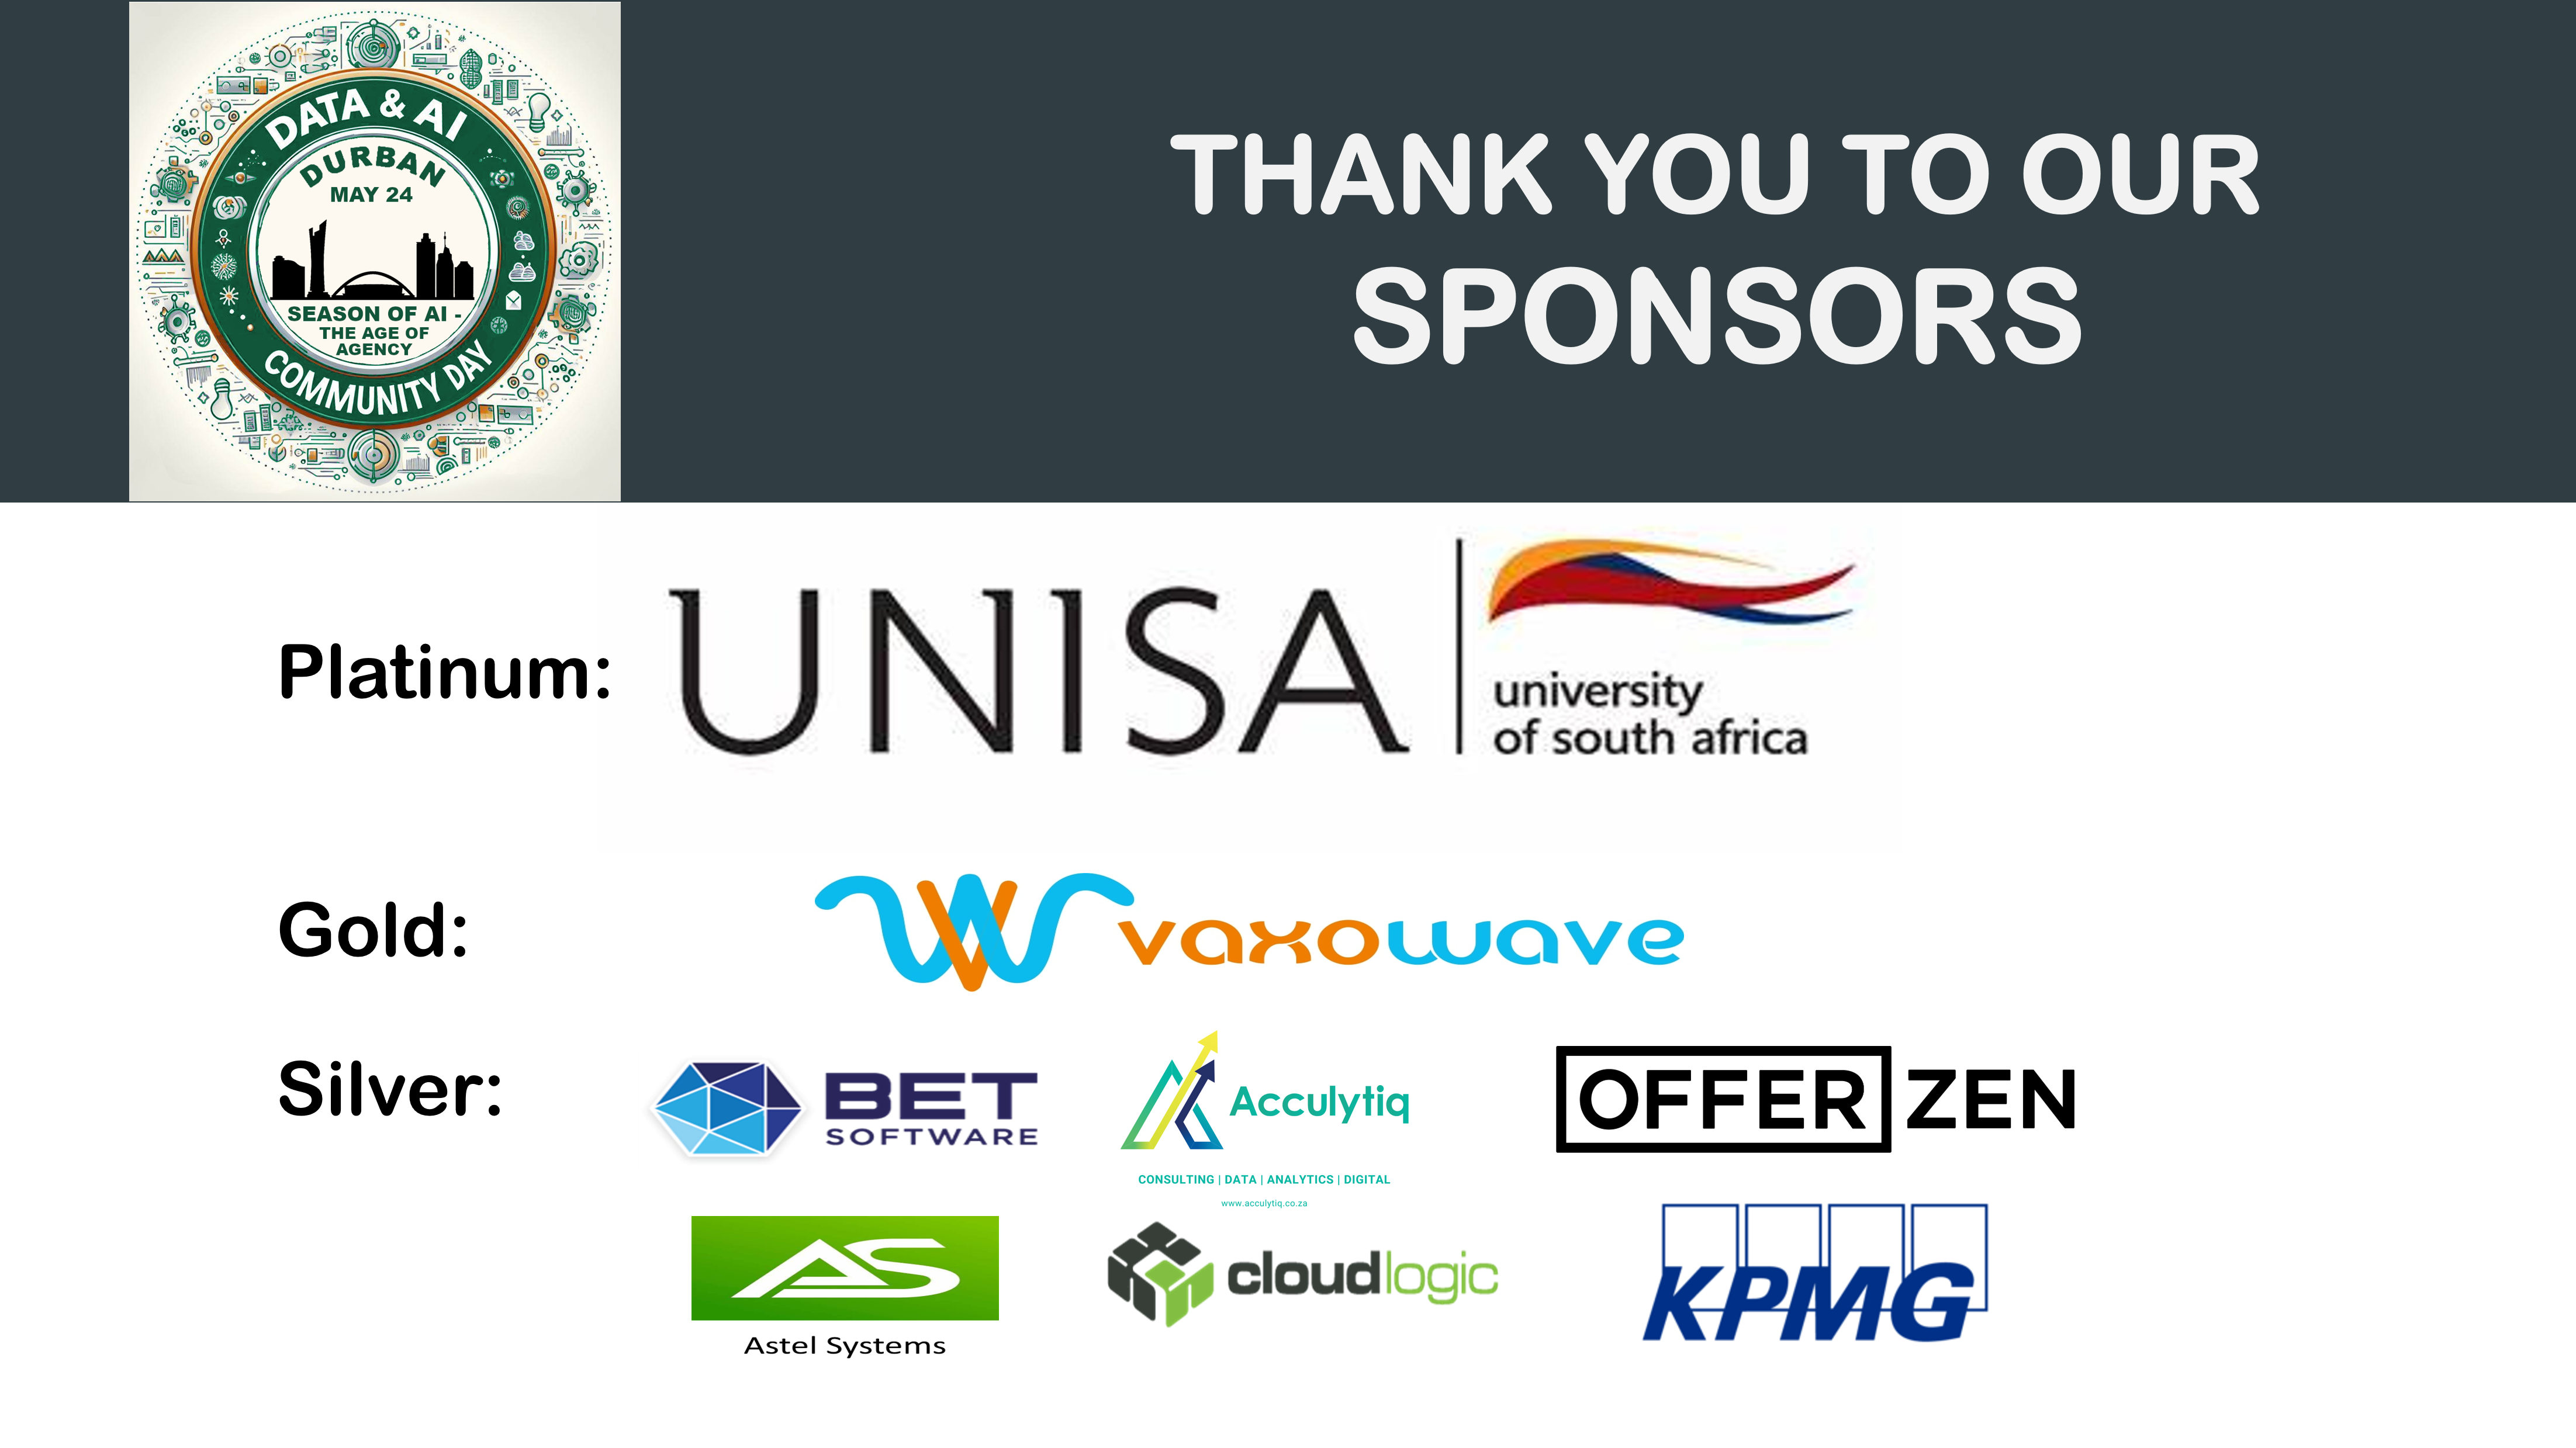 DATA & AI
DURBAN
MAY 24
SEASON OF AI -
THE AGE OF
AGENCY
COMMUNITY DAY
THANK YOU TO OUR
SPONSORS
Platinum:
UNISA
university
of south africa
Gold:
vaxowave
Silver:
BET
SOFTWARE
Acculytiq
CONSULTING | DATA | ANALYTICS | DIGITAL
www.acculytiq.co.za
OFFERZEN
AS
Astel Systems
cloudlogic
KPMG